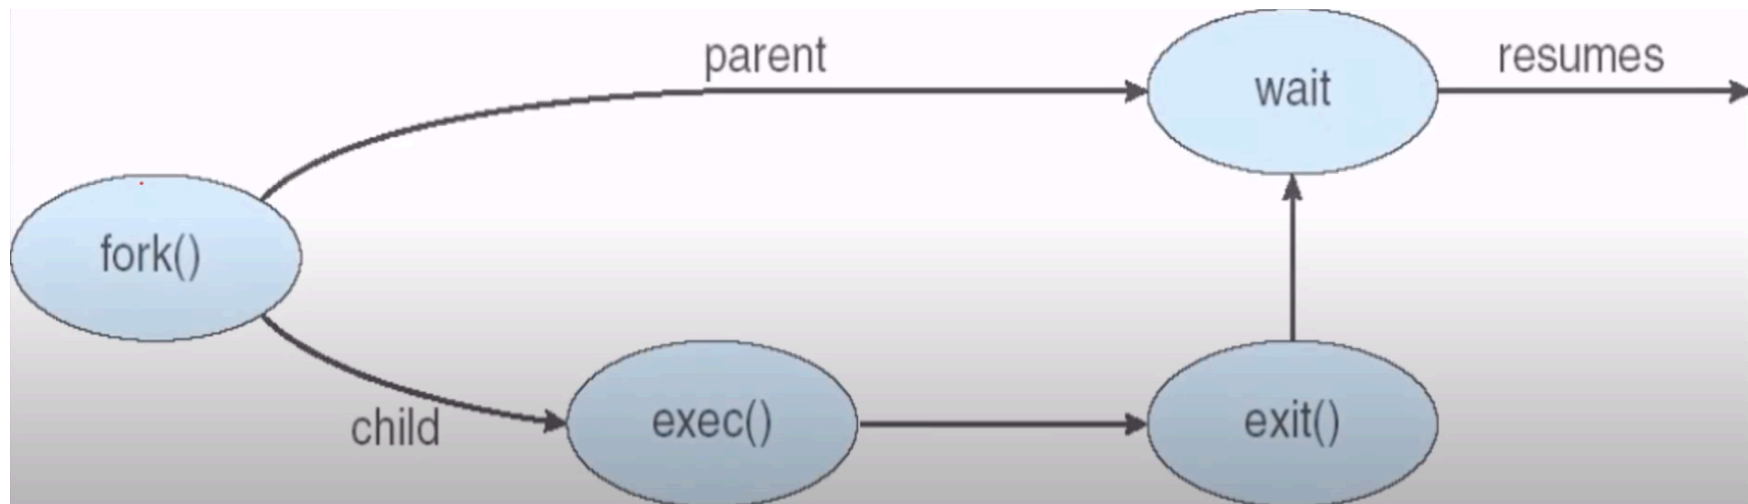 parent
wait
resumes
fork()
child
exec()
exit()